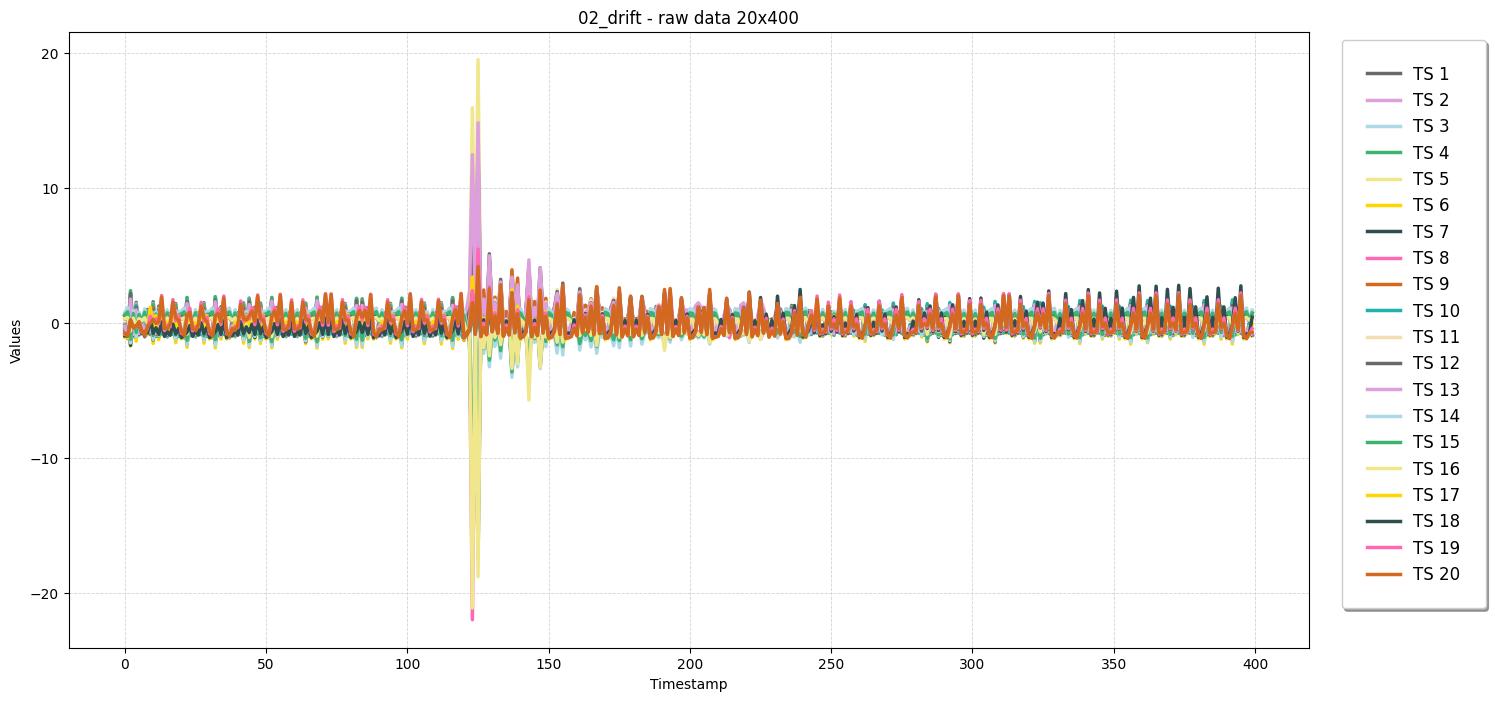 02_drift - raw data 20x400
Values
20
10
0
−10
−20
0 50 100 150 200 250 300 350 400
Timestamp
TS 1
TS 2
TS 3
TS 4
TS 5
TS 6
TS 7
TS 8
TS 9
TS 10
TS 11
TS 12
TS 13
TS 14
TS 15
TS 16
TS 17
TS 18
TS 19
TS 20